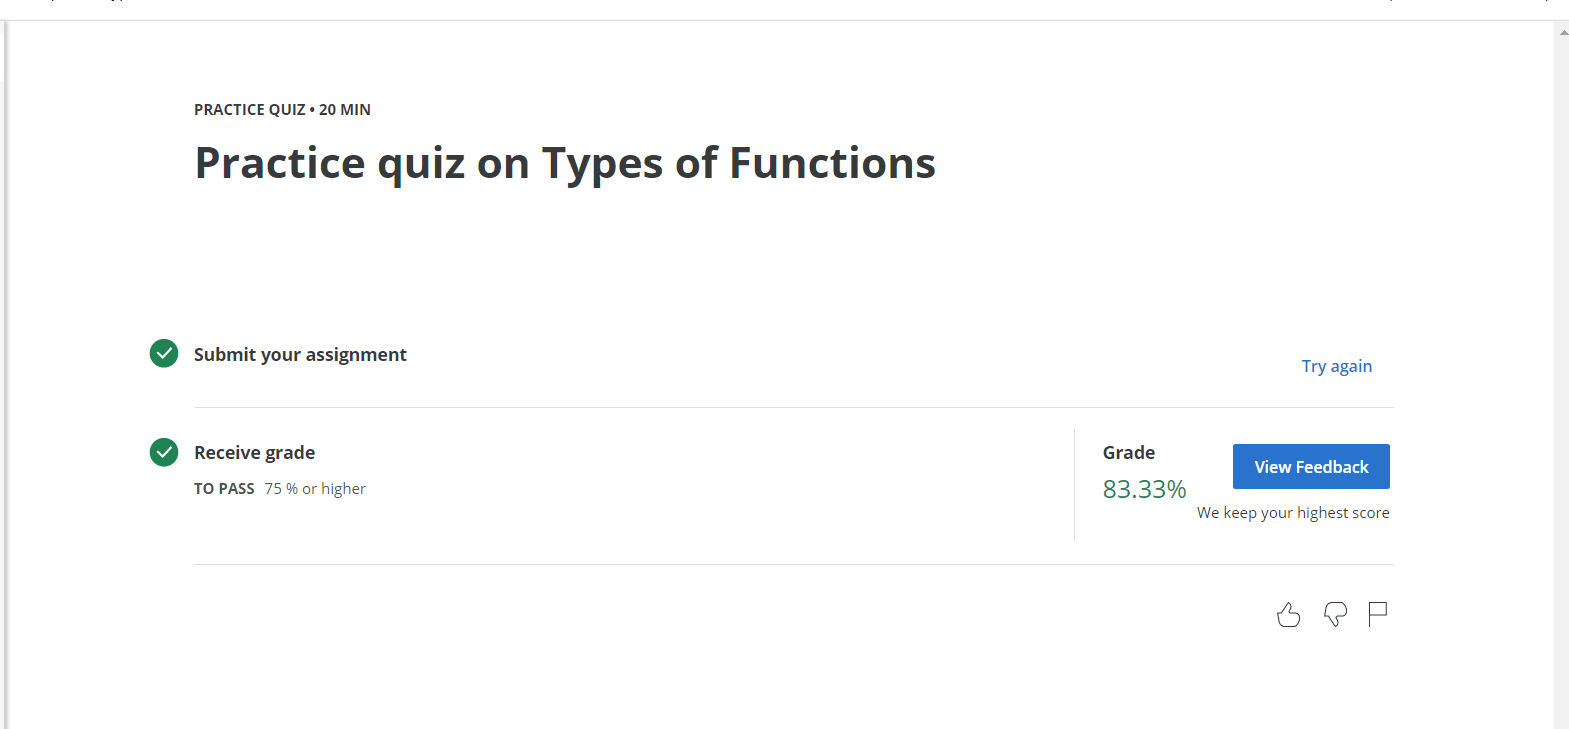 PRACTICE QUIZ • 20 MIN
Practice quiz on Types of Functions
Submit your assignment
Try again
Receive grade
TO PASS 75 % or higher
Grade
83.33%
View Feedback
We keep your highest score